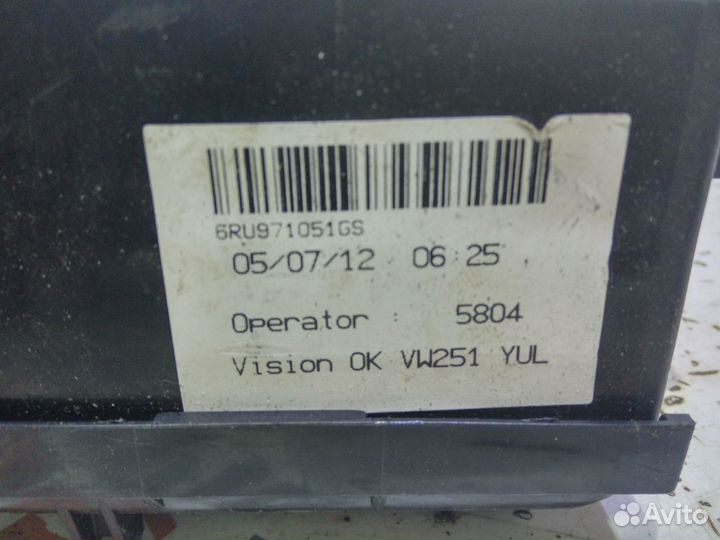 6RU971051GS
05/07/12 06:25
Operator : 5804
Vision OK VW251 YUL
Avito